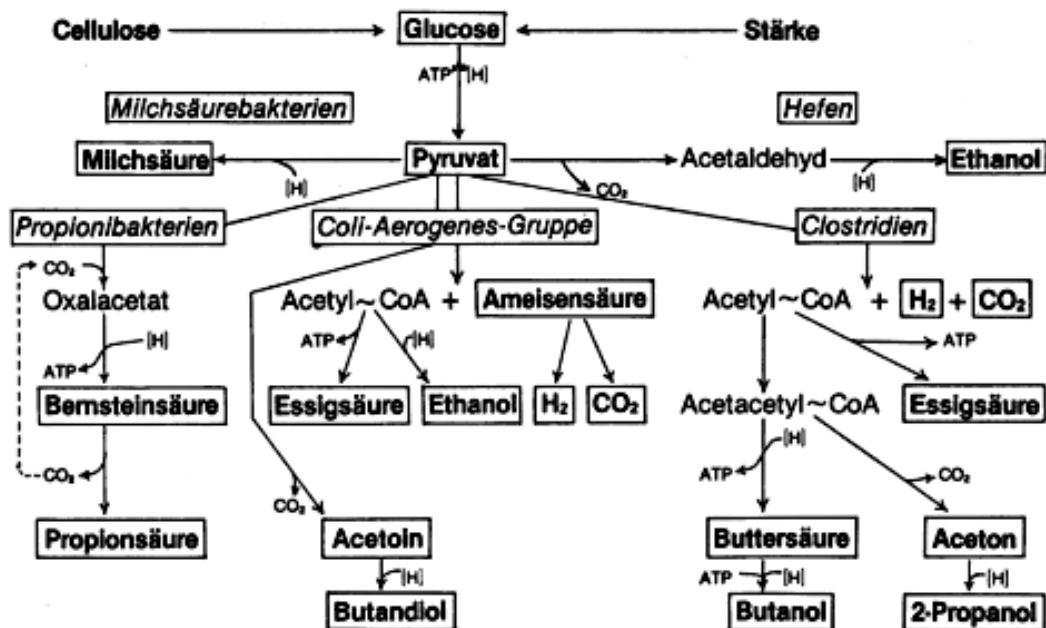 Cellulose Glucose Stärke
ATP [H]
Milchsäurebakterien Hefen
Milchsäure Pyruvat Acetaldehyd Ethanol
[H] CO₂ [H]
Propionibakterien Coli-Aerogenes-Gruppe Clostridien
CO₂
Oxalacetat Acetyl~CoA + Ameisensäure Acetyl~CoA + H₂ + CO₂
ATP [H] ATP [H] ATP
Bernsteinsäure Essigsäure Ethanol H₂ CO₂ Acetacetyl~CoA Essigsäure
[H]
CO₂ ATP CO₂
CO₂
Propionsäure Acetoin Buttersäure Aceton
[H] ATP [H] [H]
Butandiol Butanol 2-Propanol